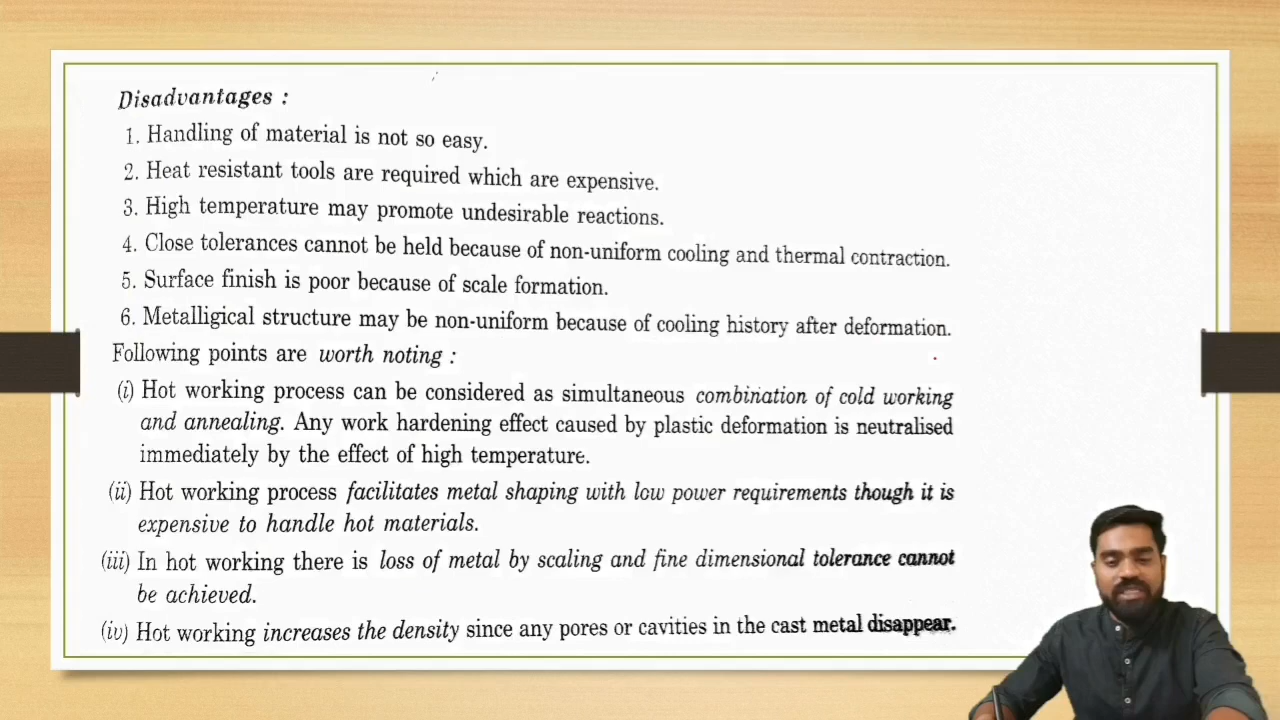 Disadvantages :
1. Handling of material is not so easy.
2. Heat resistant tools are required which are expensive.
3. High temperature may promote undesirable reactions.
4. Close tolerances cannot be held because of non-uniform cooling and thermal contraction.
5. Surface finish is poor because of scale formation.
6. Metalligical structure may be non-uniform because of cooling history after deformation.
Following points are worth noting :
(i) Hot working process can be considered as simultaneous combination of cold working
and annealing. Any work hardening effect caused by plastic deformation is neutralised
immediately by the effect of high temperature.
(ii) Hot working process facilitates metal shaping with low power requirements though it is
expensive to handle hot materials.
(iii) In hot working there is loss of metal by scaling and fine dimensional tolerance cannot
be achieved.
(iv) Hot working increases the density since any pores or cavities in the cast metal disappear.